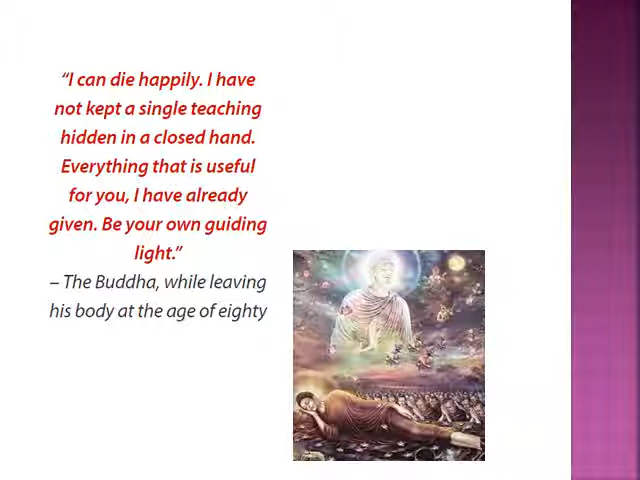 “I can die happily. I have
not kept a single teaching
hidden in a closed hand.
Everything that is useful
for you, I have already
given. Be your own guiding
light.”
– The Buddha, while leaving
his body at the age of eighty